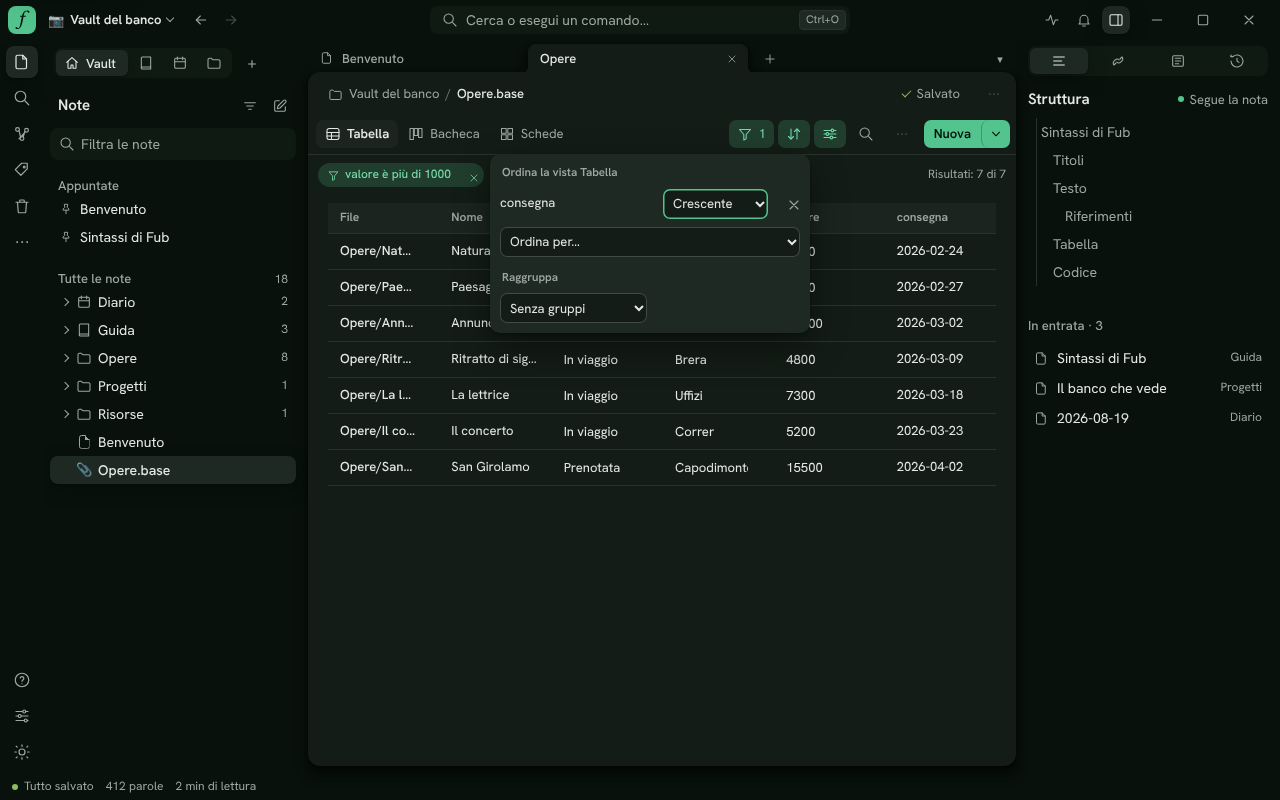 Vault del banco
Cerca o esegui un comando...
Ctrl+O
Vault
Note
Filtra le note
Appuntate
Benvenuto
Sintassi di Fub
Tutte le note 18
Diario 2
Guida 3
Opere 8
Progetti 1
Risorse 1
Benvenuto
Opere.base
Tutto salvato 412 parole 2 min di lettura
Benvenuto
Opere
Vault del banco / Opere.base
Salvato
Tabella Bacheca Schede
1
Nuova
valore è più di 1000
Risultati: 7 di 7
Ordina la vista Tabella
consegna Crescente
Ordina per...
Raggruppa
Senza gruppi
File Nome consegna
Opere/Nat... 2026-02-24
Opere/Pae... 2026-02-27
Opere/Ann... 2026-03-02
Opere/Ritr... Ritratto di sig... In viaggio Brera 4800 2026-03-09
Opere/La l... La lettrice In viaggio Uffizi 7300 2026-03-18
Opere/Il co... Il concerto In viaggio Correr 5200 2026-03-23
Opere/San... San Girolamo Prenotata Capodimonte 15500 2026-04-02
Struttura
Segue la nota
Sintassi di Fub
Titoli
Testo
Riferimenti
Tabella
Codice
In entrata · 3
Sintassi di Fub Guida
Il banco che vede Progetti
2026-08-19 Diario